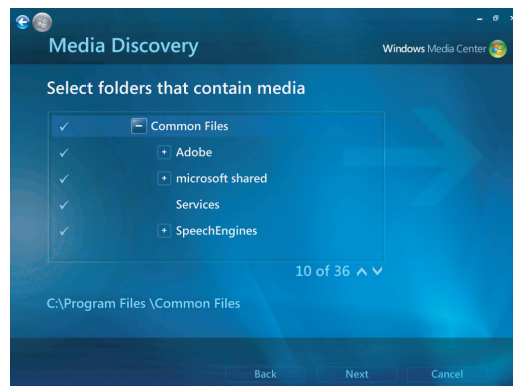 Media Discovery
Windows Media Center
Select folders that contain media
Common Files
Adobe
microsoft shared
Services
SpeechEngines
10 of 36
C:\Program Files \Common Files
Back Next Cancel